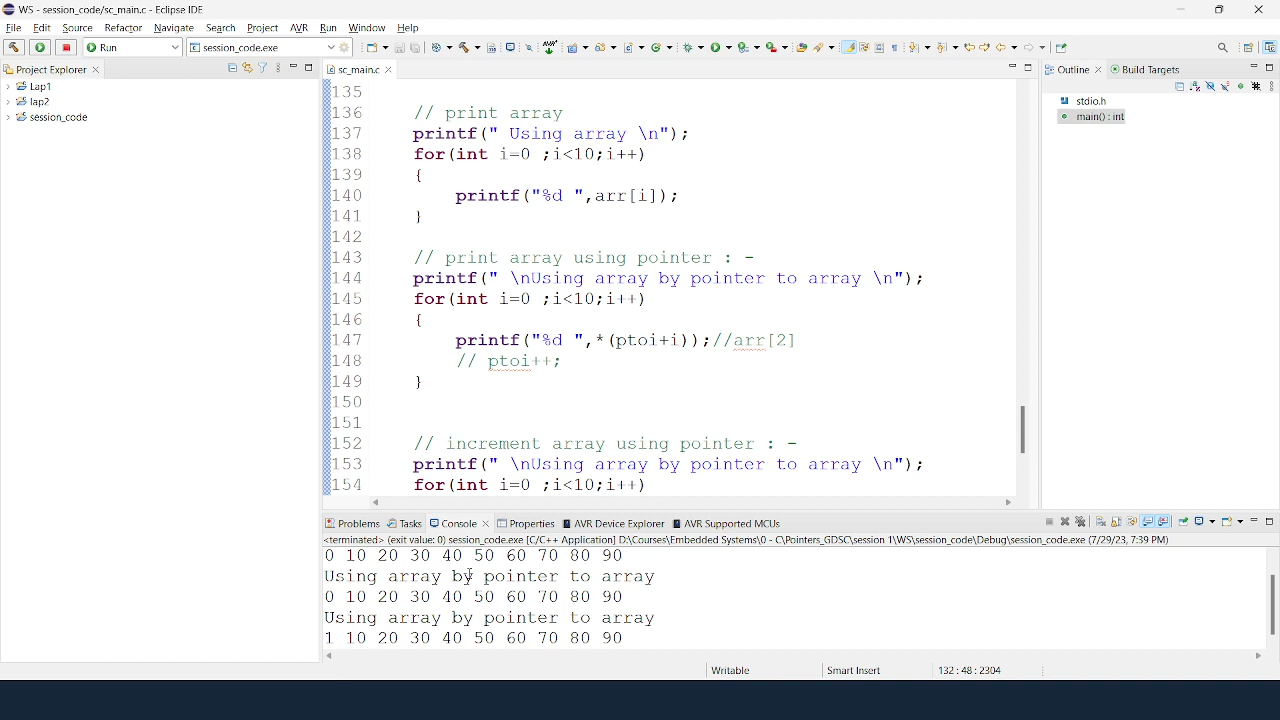 WS - session_code/sc_main.c - Eclipse IDE
File Edit Source Refactor Navigate Search Project AVR Run Window Help
Run session_code.exe
Project Explorer
Lap1
lap2
session_code
sc_main.c
135
136 // print array
137 printf(" Using array \n");
138 for(int i=0 ;i<10;i++)
139 {
140 printf("%d ",arr[i]);
141 }
142
143 // print array using pointer : -
144 printf(" \nUsing array by pointer to array \n");
145 for(int i=0 ;i<10;i++)
146 {
147 printf("%d ",*(ptoi+i));//arr[2]
148 // ptoi++;
149 }
150
151
152 // increment array using pointer : -
153 printf(" \nUsing array by pointer to array \n");
154 for(int i=0 ;i<10;i++)
Outline Build Targets
stdio.h
main() : int
Problems Tasks Console Properties AVR Device Explorer AVR Supported MCUs
<terminated> (exit value: 0) session_code.exe [C/C++ Application] D:\Courses\Embedded Systems\0 - C\Pointers_GDSC\session 1\WS\session_code\Debug\session_code.exe (7/29/23, 7:39 PM)
0 10 20 30 40 50 60 70 80 90
Using array by pointer to array
0 10 20 30 40 50 60 70 80 90
Using array by pointer to array
1 10 20 30 40 50 60 70 80 90
Writable Smart Insert 132 : 48 : 2304